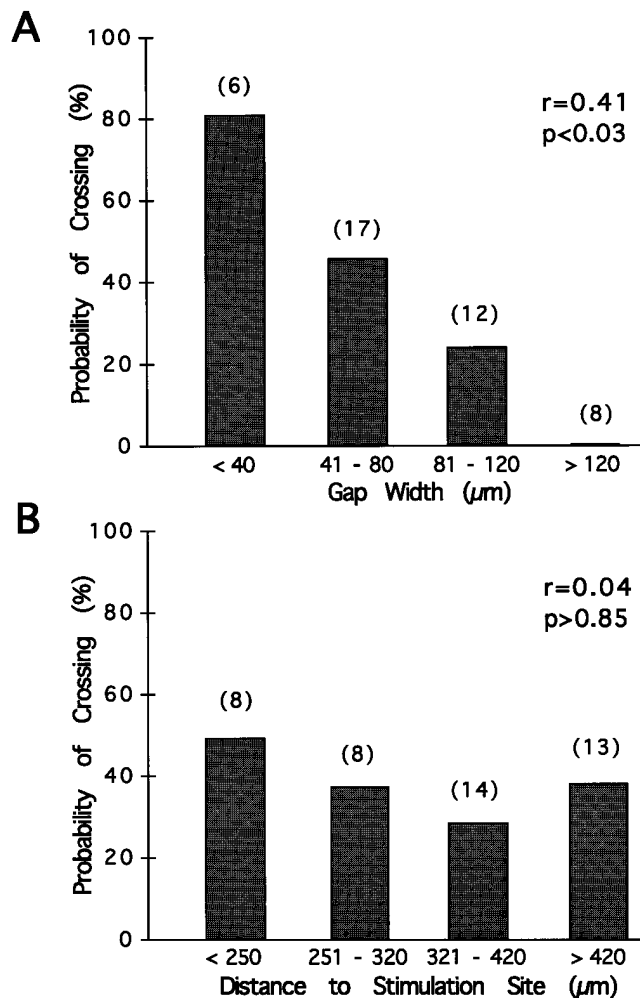 A
100
80
60
40
20
0
Probability of Crossing (%)
(6)
(17)
(12)
(8)
r=0.41
p<0.03
< 40 41 - 80 81 - 120 > 120
Gap Width (µm)
B
100
80
60
40
20
0
Probability of Crossing (%)
(8)
(8)
(14)
(13)
r=0.04
p>0.85
< 250 251 - 320 321 - 420 > 420
Distance to Stimulation Site (µm)